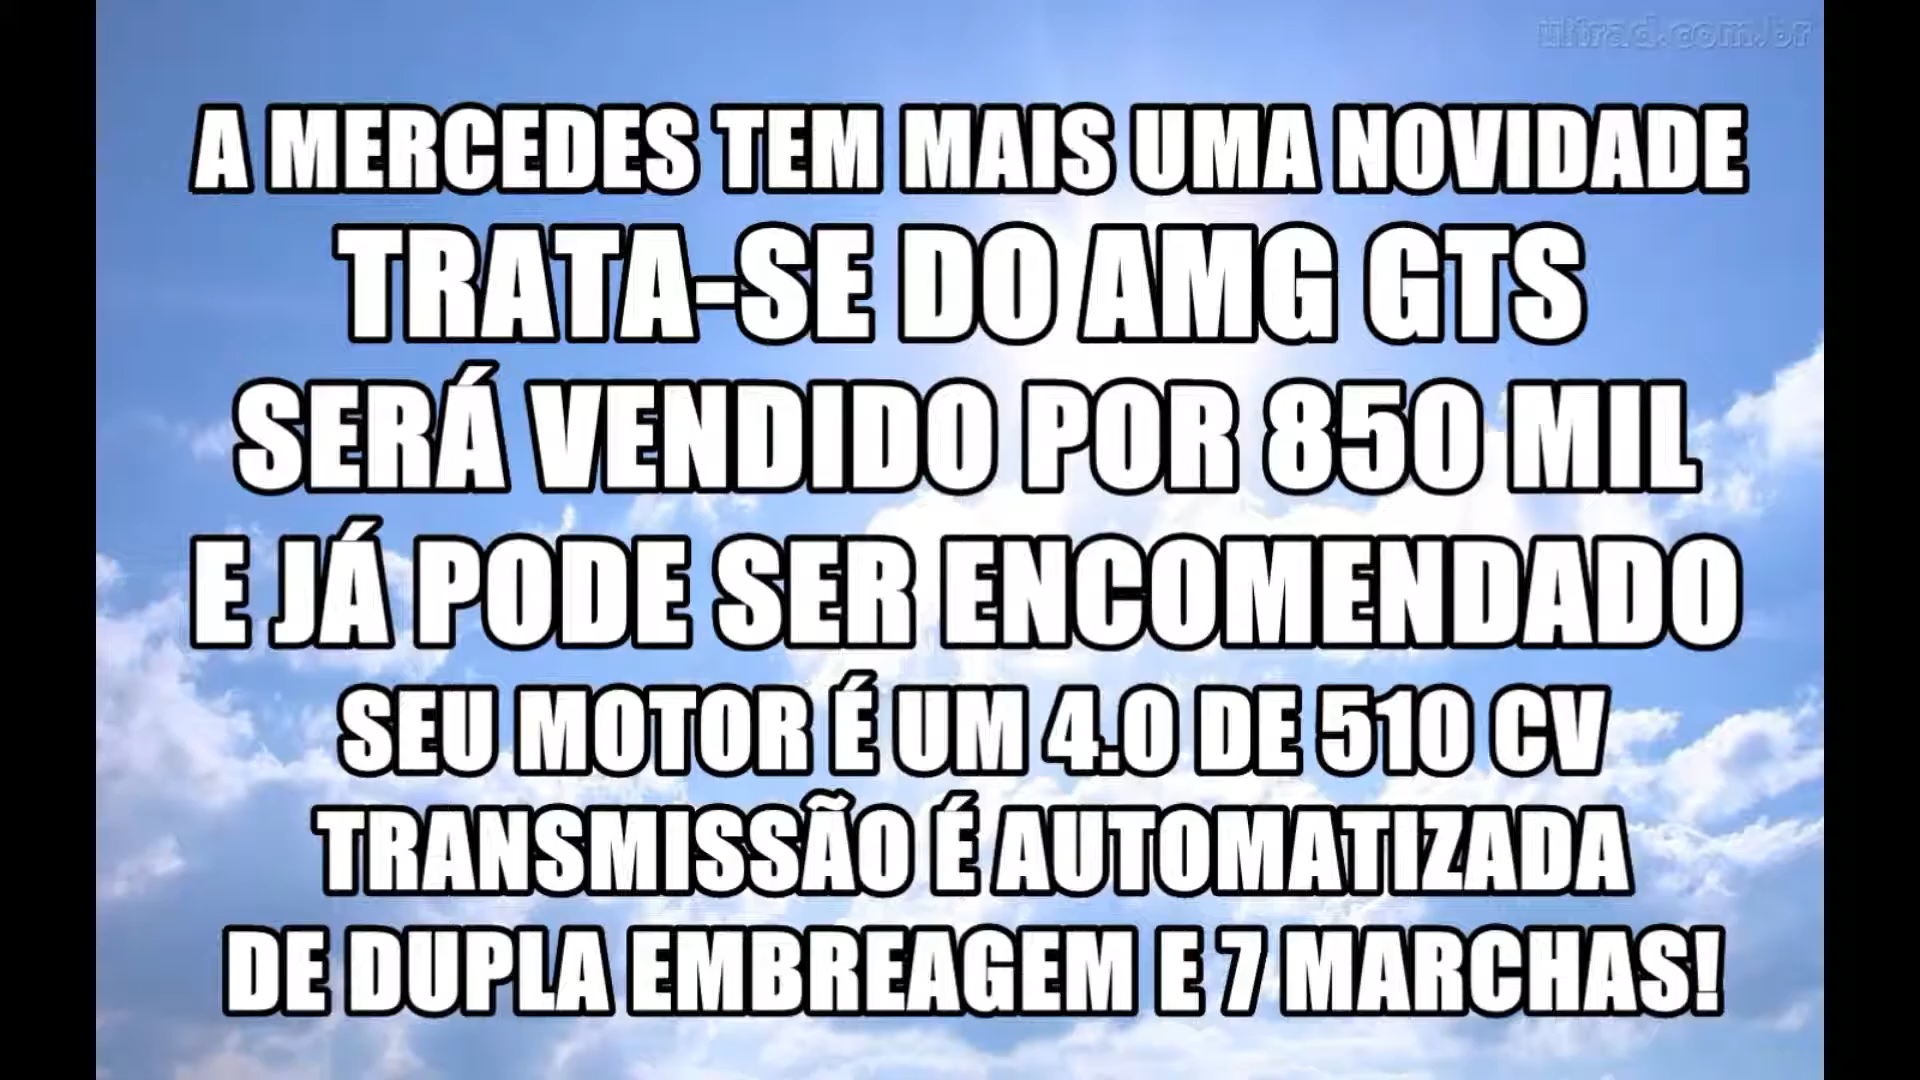 ultrad.com.br
A MERCEDES TEM MAIS UMA NOVIDADE
TRATA-SE DO AMG GTS
SERÁ VENDIDO POR 850 MIL
E JÁ PODE SER ENCOMENDADO
SEU MOTOR É UM 4.0 DE 510 CV
TRANSMISSÃO É AUTOMATIZADA
DE DUPLA EMBREAGEM E 7 MARCHAS!